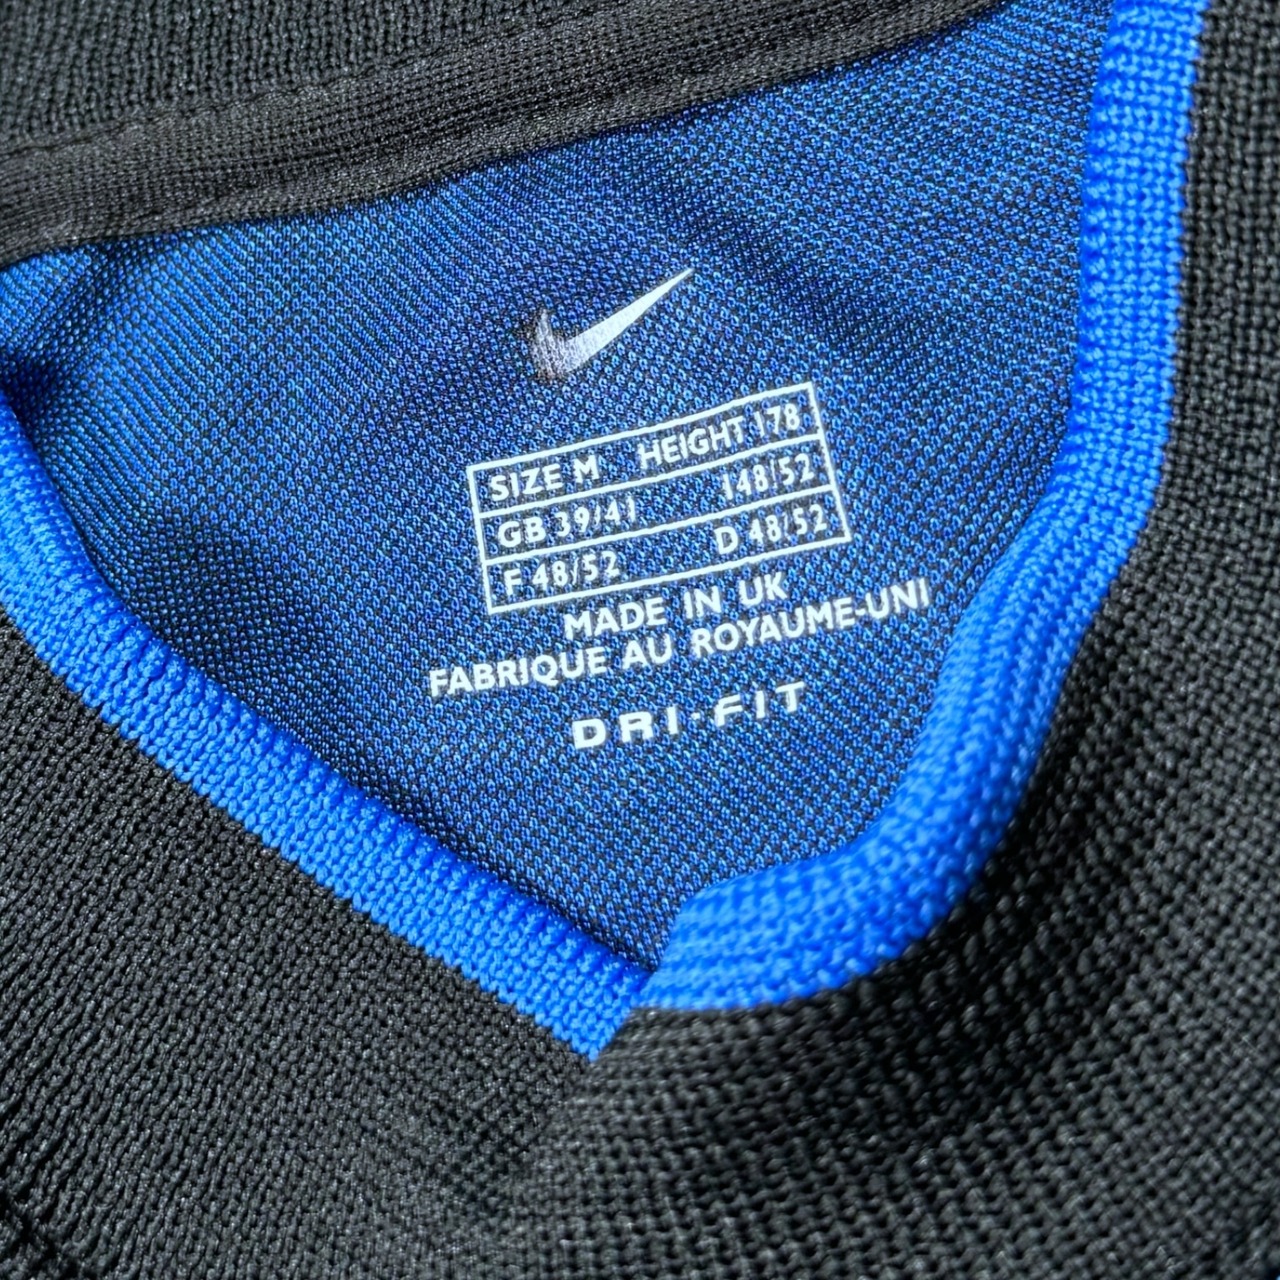 SIZE M HEIGHT 178
GB 39/41 I48/52
F 48/52 D 48/52
MADE IN UK
FABRIQUE AU ROYAUME-UNI
DRI-FIT